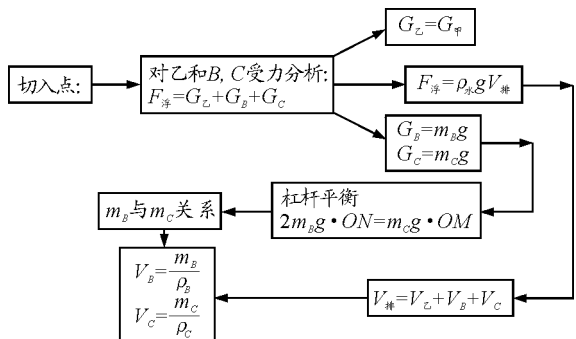 G乙=G甲
切入点:
对乙和B, C受力分析:
F浮=G乙+GB+GC
F浮=ρ水gV排
GB=mBg
GC=mCg
杠杆平衡
2mBg·ON=mCg·OM
mB与mC关系
VB=mB/ρB
VC=mC/ρC
V排=V乙+VB+VC